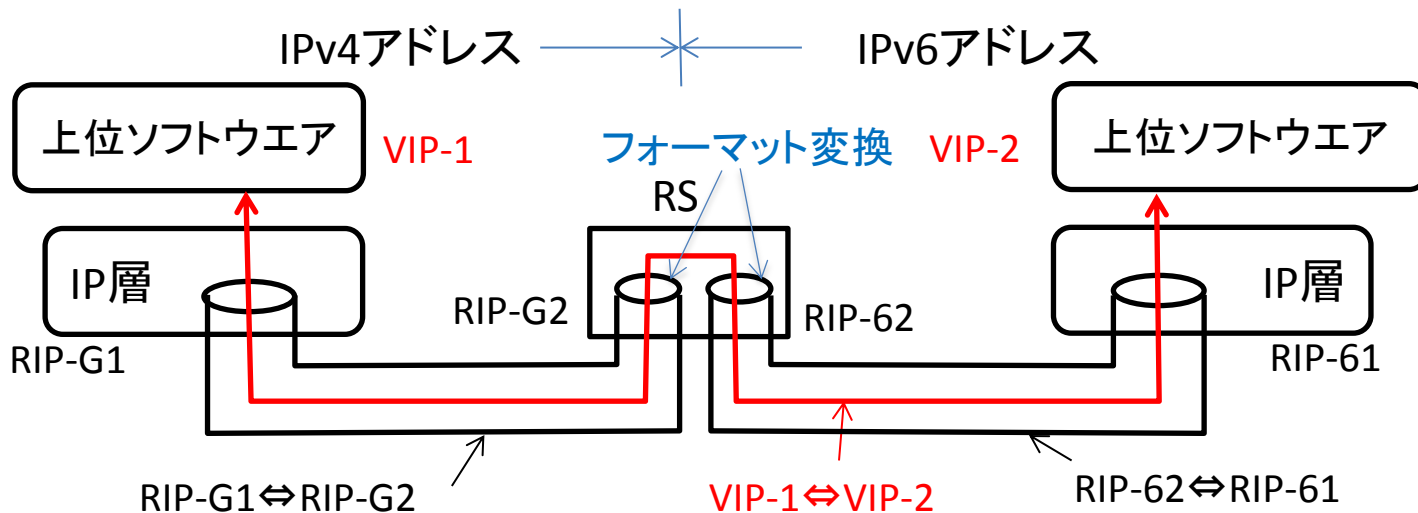 IPv4アドレス
IPv6アドレス
上位ソフトウエア
VIP-1
フォーマット変換
VIP-2
上位ソフトウエア
RS
IP層
IP層
RIP-G2
RIP-62
RIP-G1
RIP-61
RIP-G1⇔RIP-G2
VIP-1⇔VIP-2
RIP-62⇔RIP-61